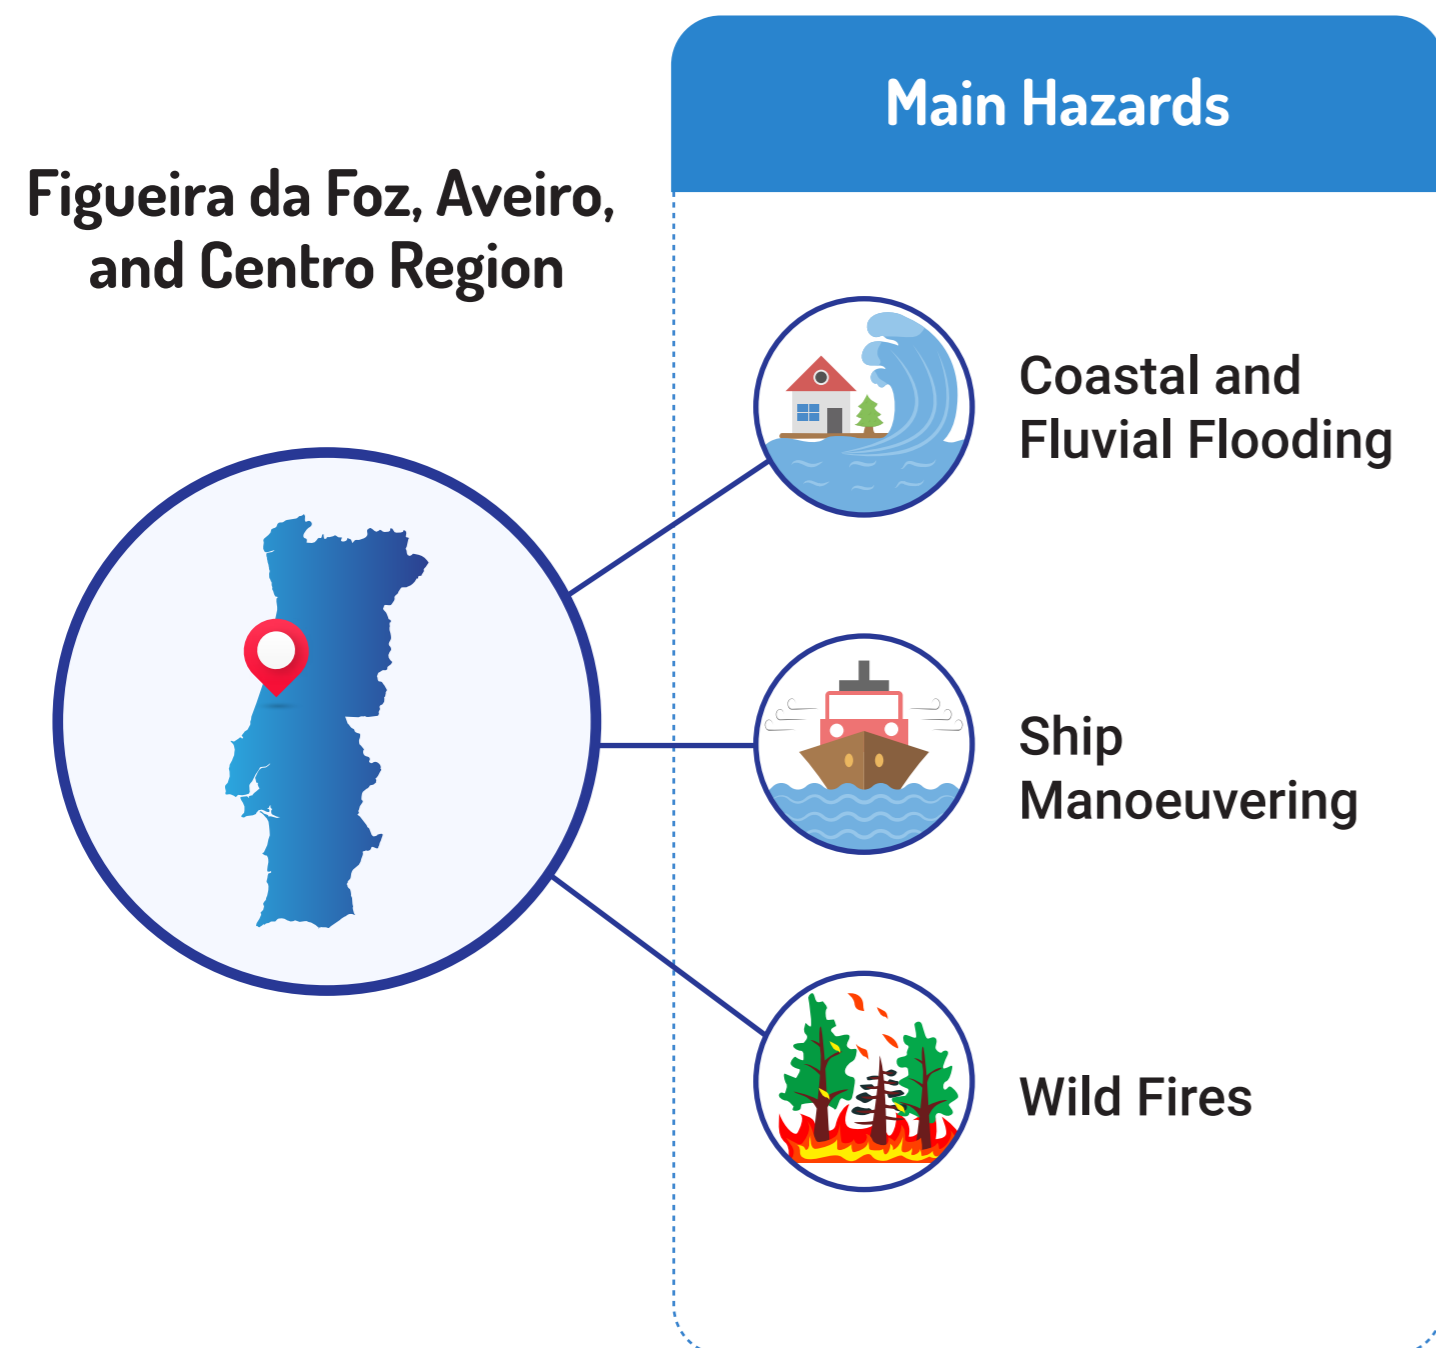 Main Hazards
Figueira da Foz, Aveiro,
and Centro Region
Coastal and
Fluvial Flooding
Ship
Manoeuvering
Wild Fires